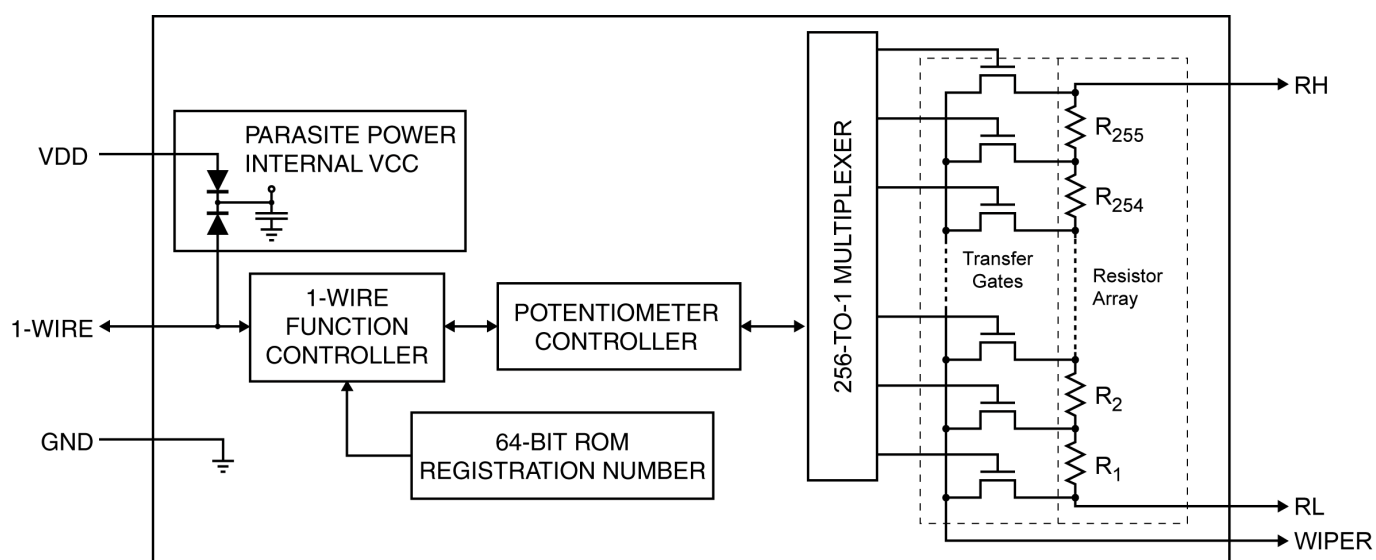 PARASITE POWER
INTERNAL VCC
VDD
1-WIRE
1-WIRE
FUNCTION
CONTROLLER
POTENTIOMETER
CONTROLLER
GND
64-BIT ROM
REGISTRATION NUMBER
256-TO-1 MULTIPLEXER
Transfer
Gates
Resistor
Array
R255
R254
R2
R1
RH
RL
WIPER